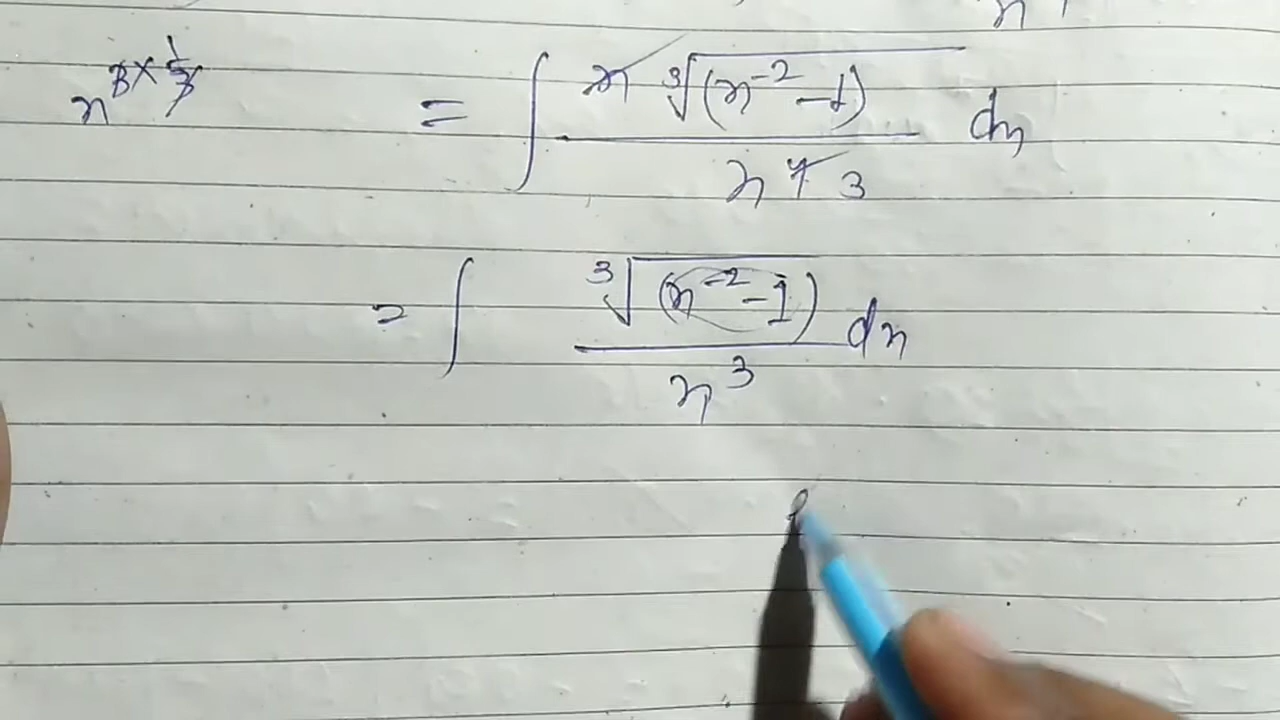 x^{3 × 1/3} = ∫ x ∛(x^{-2} - 1) / x^{4 3} dx
= ∫ ∛(x^{-2} - 1) / x^3 dx